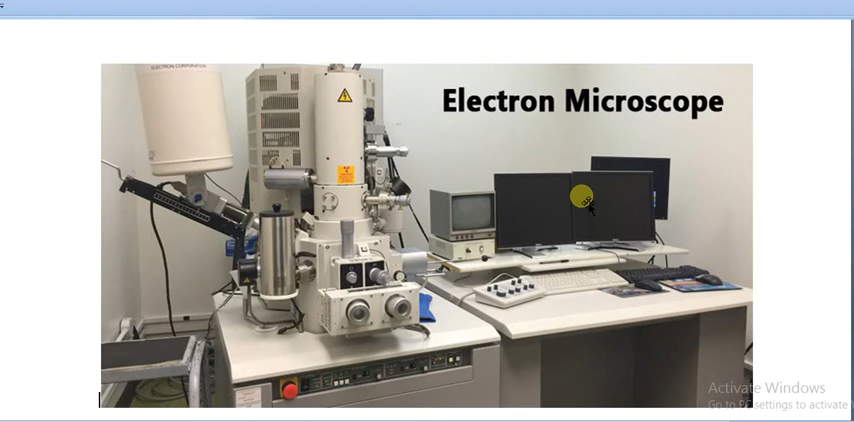 ELECTRON CORPORATION
Electron Microscope
Activate Windows
Go to PC settings to activate